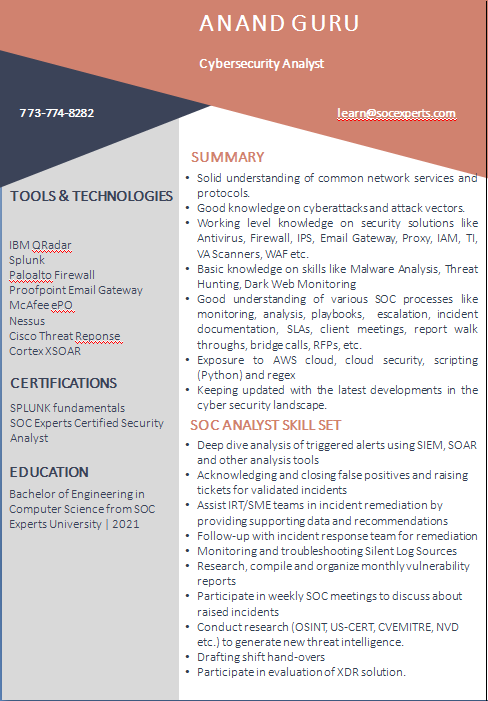 ANAND GURU
Cybersecurity Analyst
773-774-8282
learn@socexperts.com
TOOLS & TECHNOLOGIES
IBM QRadar
Splunk
Paloalto Firewall
Proofpoint Email Gateway
McAfee ePO
Nessus
Cisco Threat Reponse
Cortex XSOAR
CERTIFICATIONS
SPLUNK fundamentals
SOC Experts Certified Security
Analyst
EDUCATION
Bachelor of Engineering in
Computer Science from SOC
Experts University | 2021
SUMMARY
• Solid understanding of common network services and
protocols.
• Good knowledge on cyberattacks and attack vectors.
• Working level knowledge on security solutions like
Antivirus, Firewall, IPS, Email Gateway, Proxy, IAM, TI,
VA Scanners, WAF etc.
• Basic knowledge on skills like Malware Analysis, Threat
Hunting, Dark Web Monitoring
• Good understanding of various SOC processes like
monitoring, analysis, playbooks, escalation, incident
documentation, SLAs, client meetings, report walk
throughs, bridge calls, RFPs, etc.
• Exposure to AWS cloud, cloud security, scripting
(Python) and regex
• Keeping updated with the latest developments in the
cyber security landscape.
SOC ANALYST SKILL SET
• Deep dive analysis of triggered alerts using SIEM, SOAR
and other analysis tools
• Acknowledging and closing false positives and raising
tickets for validated incidents
• Assist IRT/SME teams in incident remediation by
providing supporting data and recommendations
• Follow-up with incident response team for remediation
• Monitoring and troubleshooting Silent Log Sources
• Research, compile and organize monthly vulnerability
reports
• Participate in weekly SOC meetings to discuss about
raised incidents
• Conduct research (OSINT, US-CERT, CVEMITRE, NVD
etc.) to generate new threat intelligence.
• Drafting shift hand-overs
• Participate in evaluation of XDR solution.